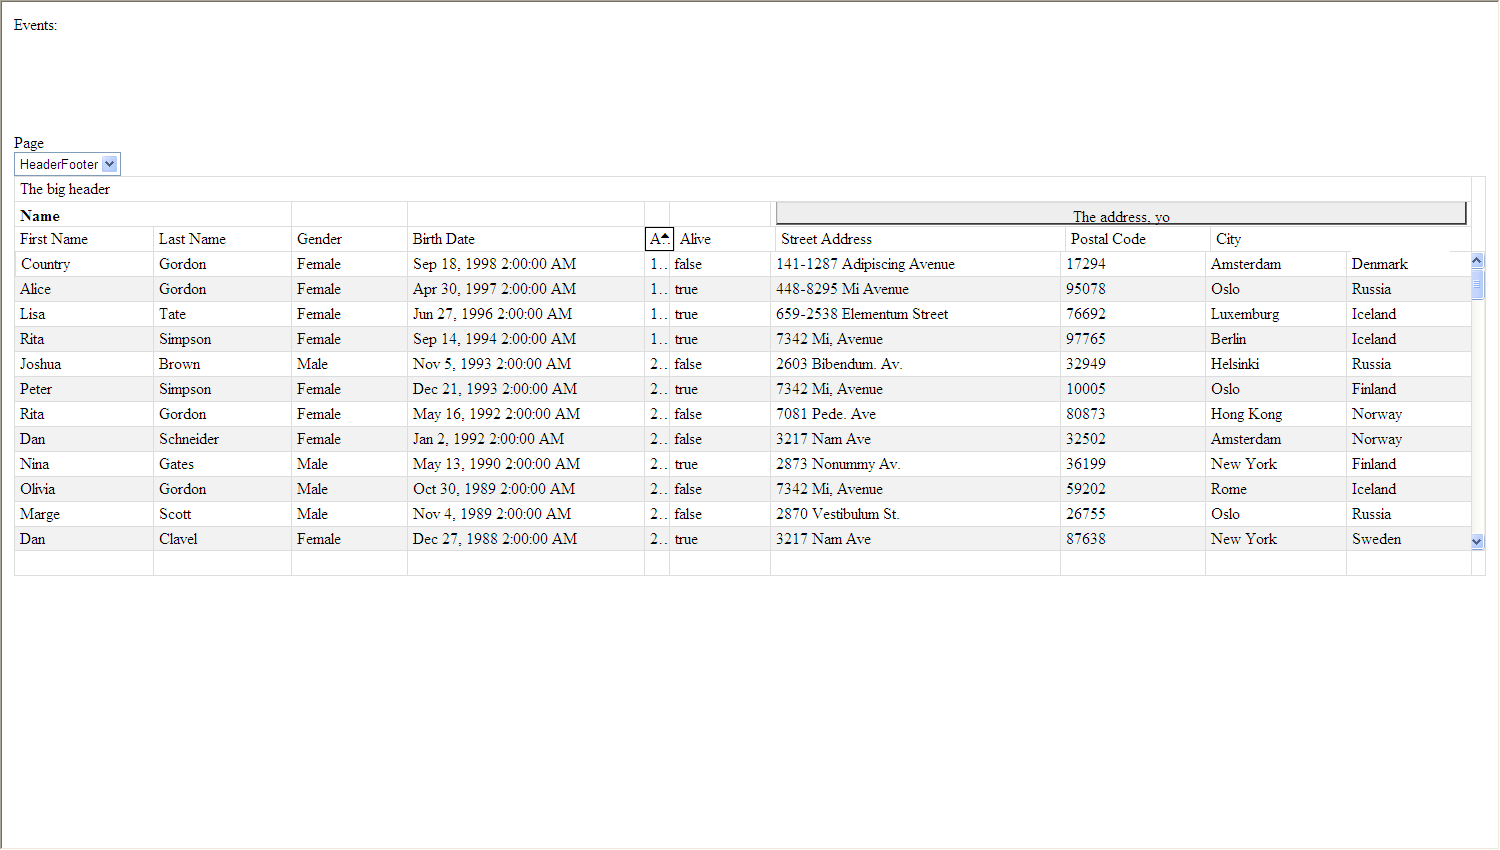 Events:
Page
HeaderFooter
The big header
Name The address, yo
First Name Last Name Gender Birth Date A.. Alive Street Address Postal Code City
Country Gordon Female Sep 18, 1998 2:00:00 AM 1.. false 141-1287 Adipiscing Avenue 17294 Amsterdam Denmark
Alice Gordon Female Apr 30, 1997 2:00:00 AM 1.. true 448-8295 Mi Avenue 95078 Oslo Russia
Lisa Tate Female Jun 27, 1996 2:00:00 AM 1.. true 659-2538 Elementum Street 76692 Luxemburg Iceland
Rita Simpson Female Sep 14, 1994 2:00:00 AM 1.. true 7342 Mi, Avenue 97765 Berlin Iceland
Joshua Brown Male Nov 5, 1993 2:00:00 AM 2.. false 2603 Bibendum. Av. 32949 Helsinki Russia
Peter Simpson Female Dec 21, 1993 2:00:00 AM 2.. true 7342 Mi, Avenue 10005 Oslo Finland
Rita Gordon Female May 16, 1992 2:00:00 AM 2.. false 7081 Pede. Ave 80873 Hong Kong Norway
Dan Schneider Female Jan 2, 1992 2:00:00 AM 2.. false 3217 Nam Ave 32502 Amsterdam Norway
Nina Gates Male May 13, 1990 2:00:00 AM 2.. true 2873 Nonummy Av. 36199 New York Finland
Olivia Gordon Male Oct 30, 1989 2:00:00 AM 2.. false 7342 Mi, Avenue 59202 Rome Iceland
Marge Scott Male Nov 4, 1989 2:00:00 AM 2.. false 2870 Vestibulum St. 26755 Oslo Russia
Dan Clavel Female Dec 27, 1988 2:00:00 AM 2.. true 3217 Nam Ave 87638 New York Sweden